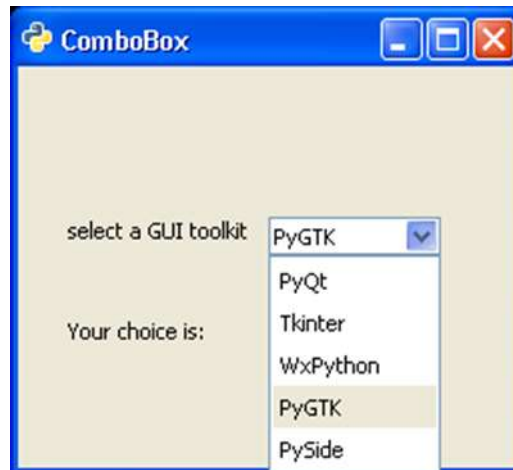 ComboBox
select a GUI toolkit
PyGTK
PyQt
Tkinter
Your choice is:
WxPython
PyGTK
PySide